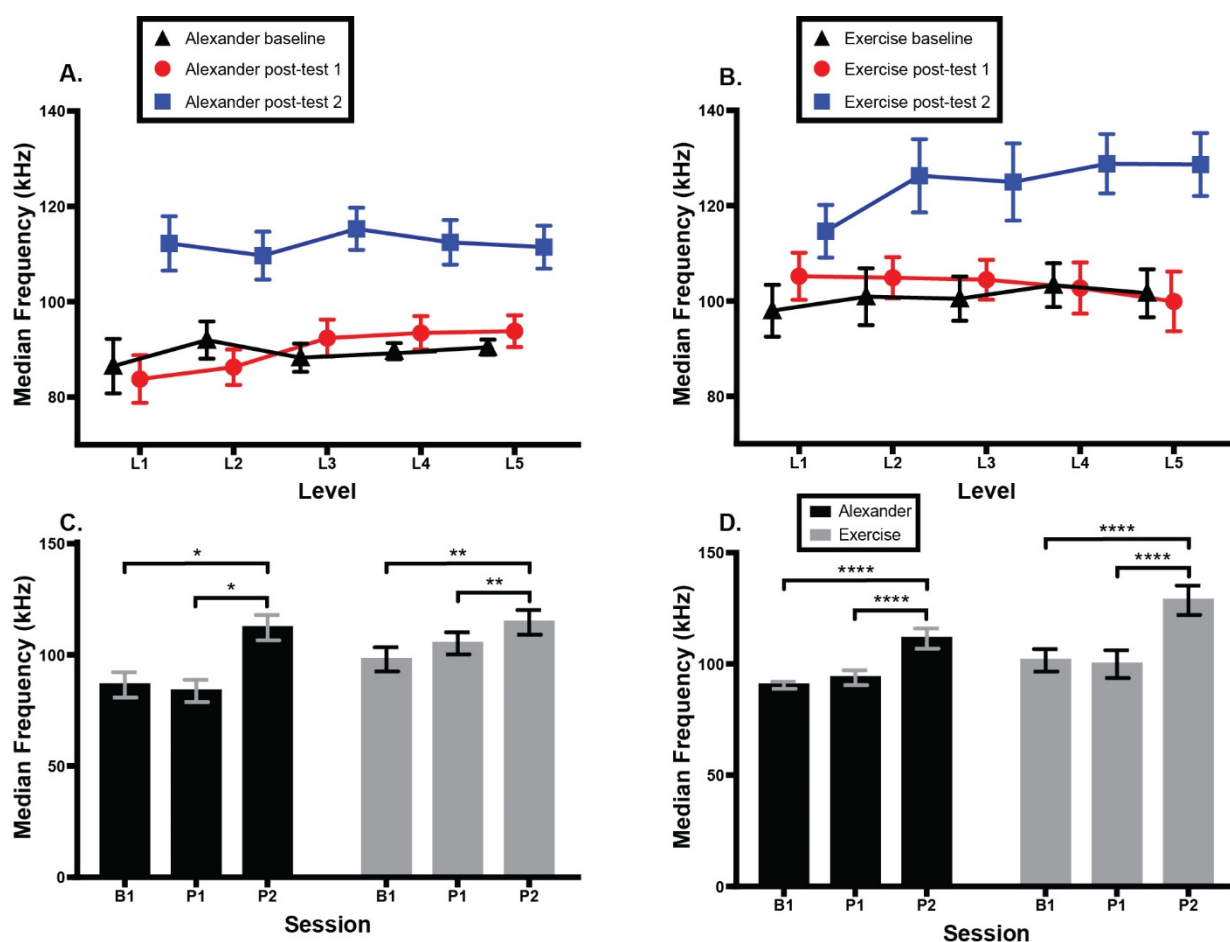 A.
Alexander baseline
Alexander post-test 1
Alexander post-test 2
Median Frequency (kHz)
140
120
100
80
L1 L2 L3 L4 L5
Level
B.
Exercise baseline
Exercise post-test 1
Exercise post-test 2
Median Frequency (kHz)
140
120
100
80
L1 L2 L3 L4 L5
Level
C.
Median Frequency (kHz)
150
100
50
0
* * ** **
B1 P1 P2 B1 P1 P2
Session
D.
Alexander
Exercise
Median Frequency (kHz)
150
100
50
0
**** **** **** ****
B1 P1 P2 B1 P1 P2
Session